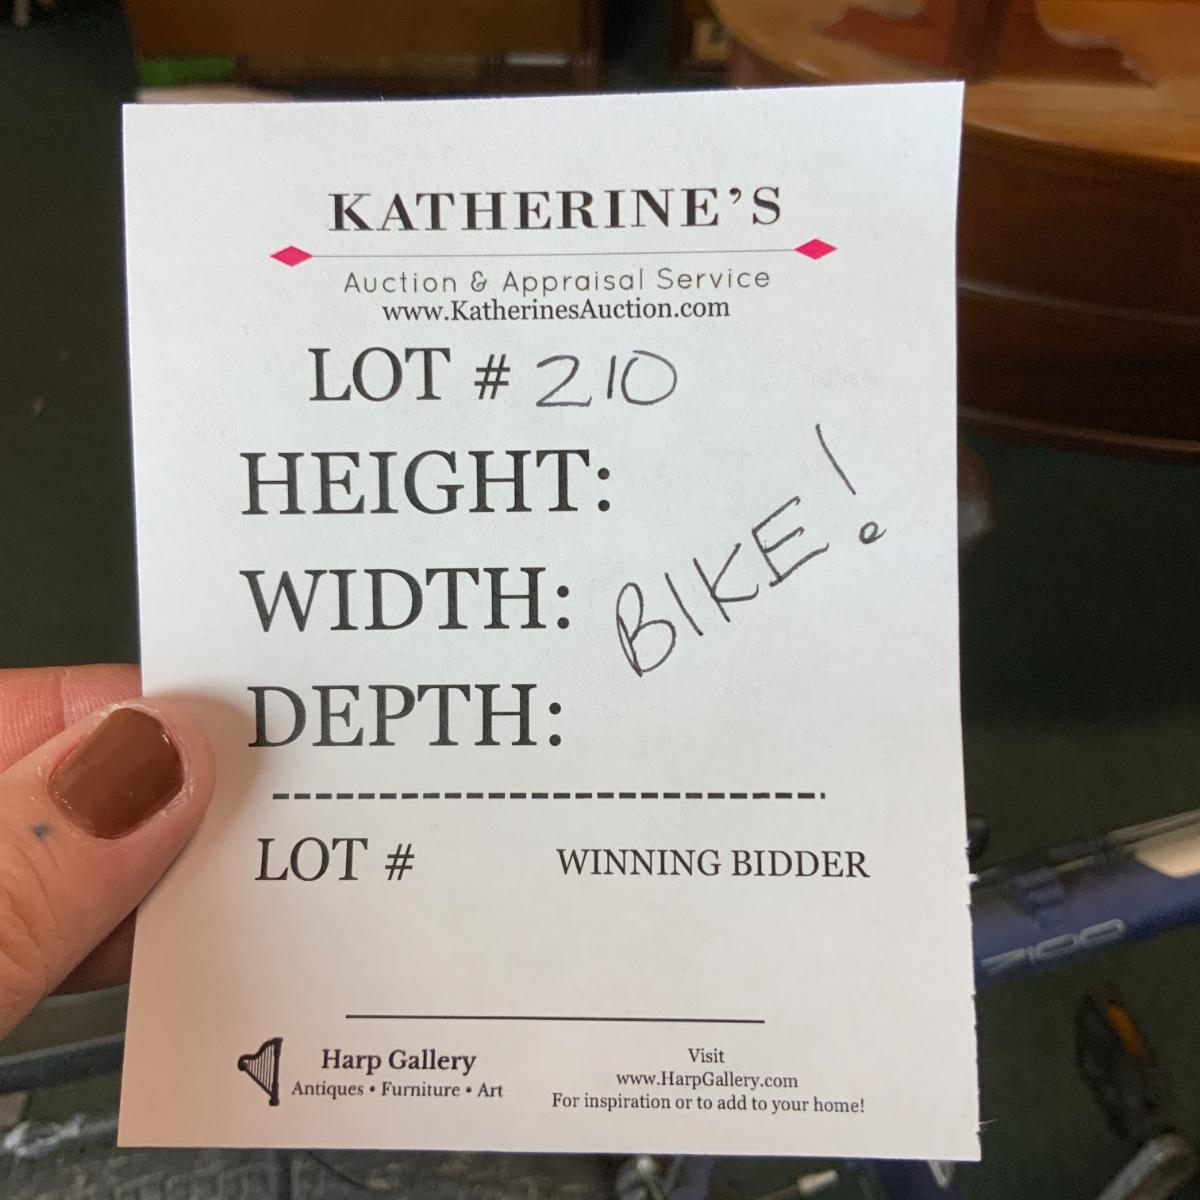 KATHERINE'S
Auction & Appraisal Service
www.KatherinesAuction.com
LOT # 210
HEIGHT:
WIDTH:
DEPTH:
BIKE!
LOT #
WINNING BIDDER
Harp Gallery
Antiques • Furniture • Art
Visit
www.HarpGallery.com
For inspiration or to add to your home!
7100